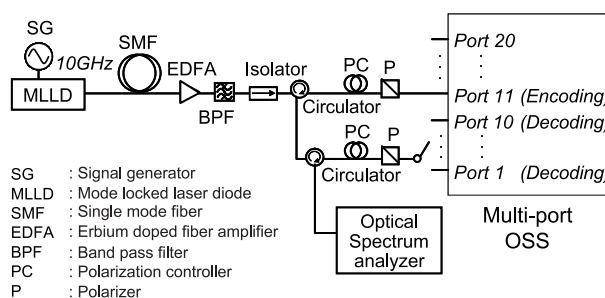 SG
10GHz
MLLD
SMF
EDFA
BPF
Isolator
Circulator
PC
P
Port 20
Port 11 (Encoding)
Port 10 (Decoding)
Port 1 (Decoding)
Circulator
PC
P
Optical
Spectrum
analyzer
Multi-port
OSS
SG : Signal generator
MLLD : Mode locked laser diode
SMF : Single mode fiber
EDFA : Erbium doped fiber amplifier
BPF : Band pass filter
PC : Polarization controller
P : Polarizer